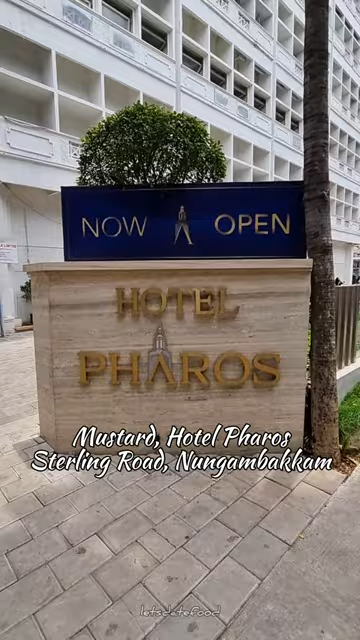 NOW OPEN
HOTEL
PHAROS
Mustard, Hotel Pharos
Sterling Road, Nungambakkam
letsdatefood